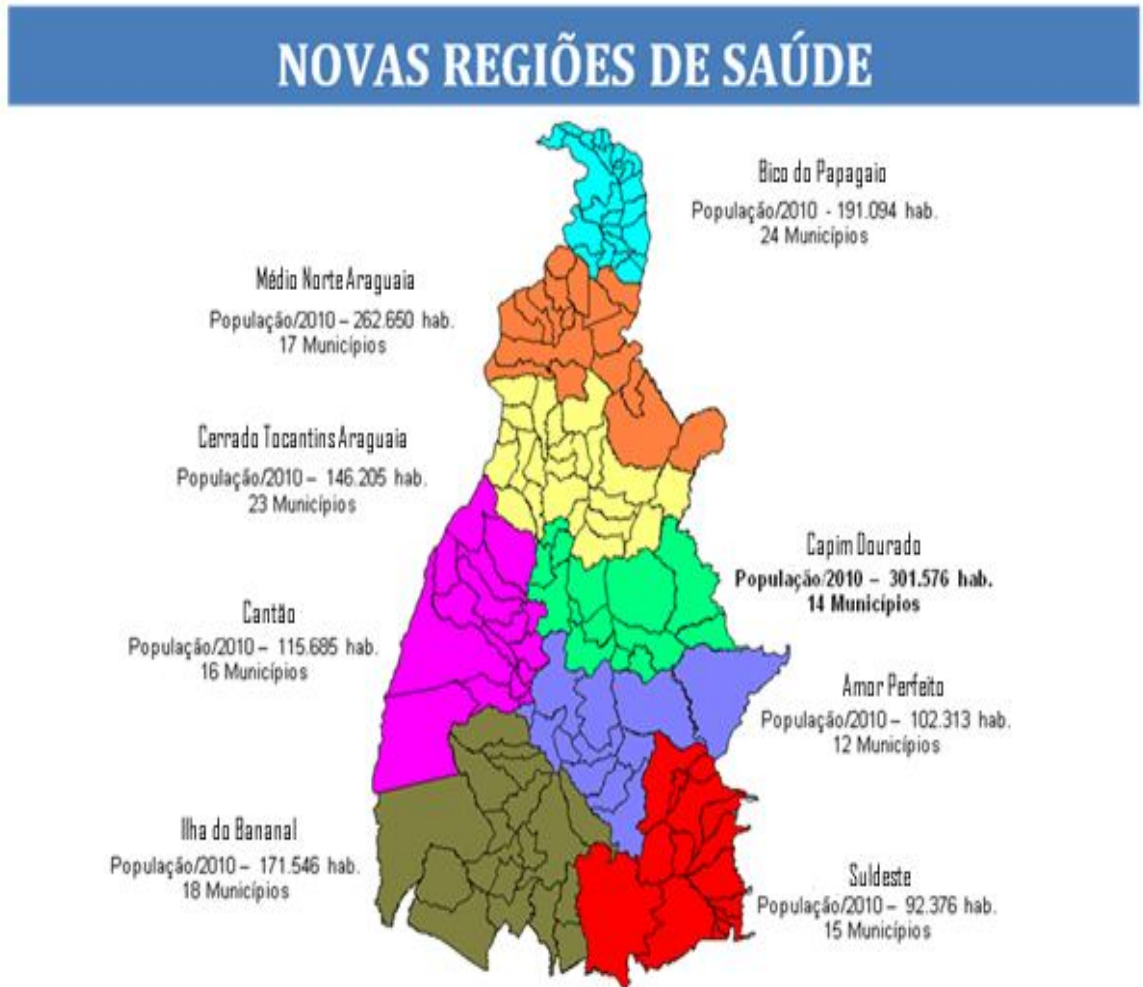 NOVAS REGIÕES DE SAÚDE
Bico do Papagaio
População/2010 - 191.094 hab.
24 Municípios
Médio Norte Araguaia
População/2010 – 262.650 hab.
17 Municípios
Cerrado Tocantins Araguaia
População/2010 – 146.205 hab.
23 Municípios
Capim Dourado
População/2010 – 301.576 hab.
14 Municípios
Cantão
População/2010 – 115.685 hab.
16 Municípios
Amor Perfeito
População/2010 – 102.313 hab.
12 Municípios
Ilha do Bananal
População/2010 – 171.546 hab.
18 Municípios
Suldeste
População/2010 – 92.376 hab.
15 Municípios